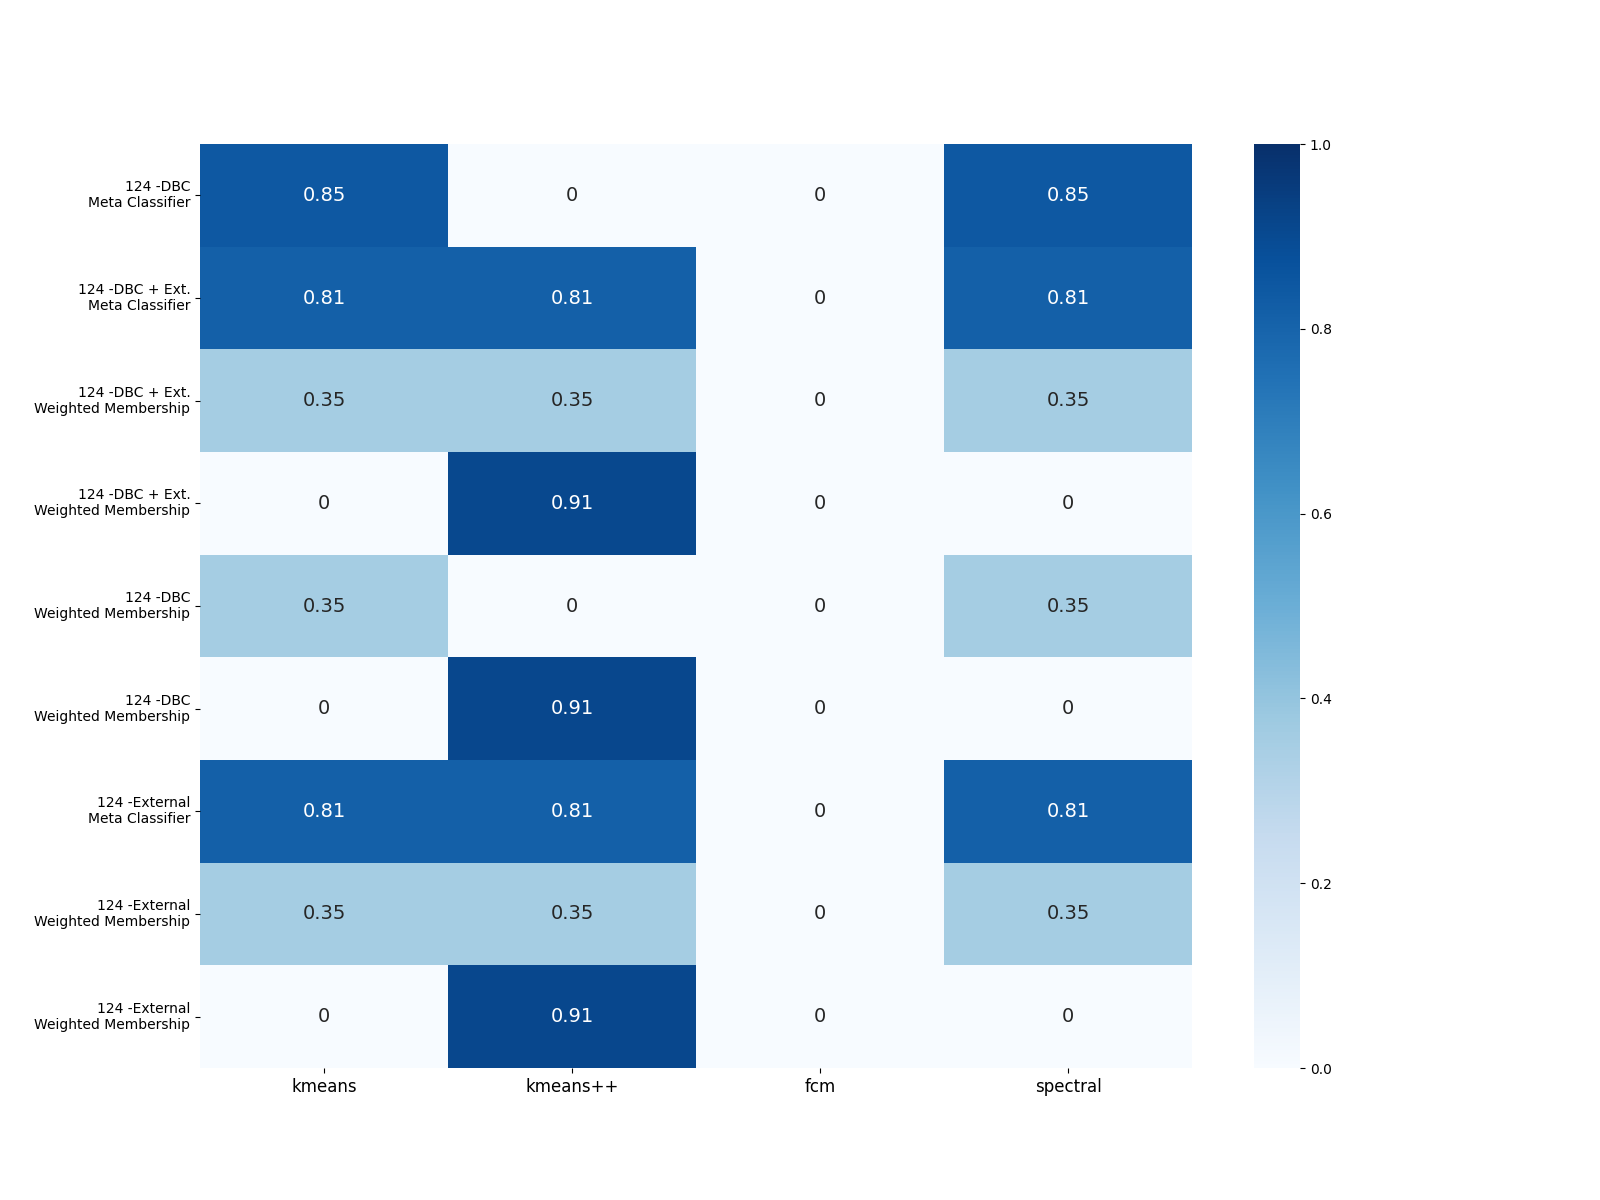 124 -DBC
Meta Classifier
0.85 0 0 0.85
124 -DBC + Ext.
Meta Classifier
0.81 0.81 0 0.81
124 -DBC + Ext.
Weighted Membership
0.35 0.35 0 0.35
124 -DBC + Ext.
Weighted Membership
0 0.91 0 0
124 -DBC
Weighted Membership
0.35 0 0 0.35
124 -DBC
Weighted Membership
0 0.91 0 0
124 -External
Meta Classifier
0.81 0.81 0 0.81
124 -External
Weighted Membership
0.35 0.35 0 0.35
124 -External
Weighted Membership
0 0.91 0 0
kmeans kmeans++ fcm spectral
1.0
0.8
0.6
0.4
0.2
0.0